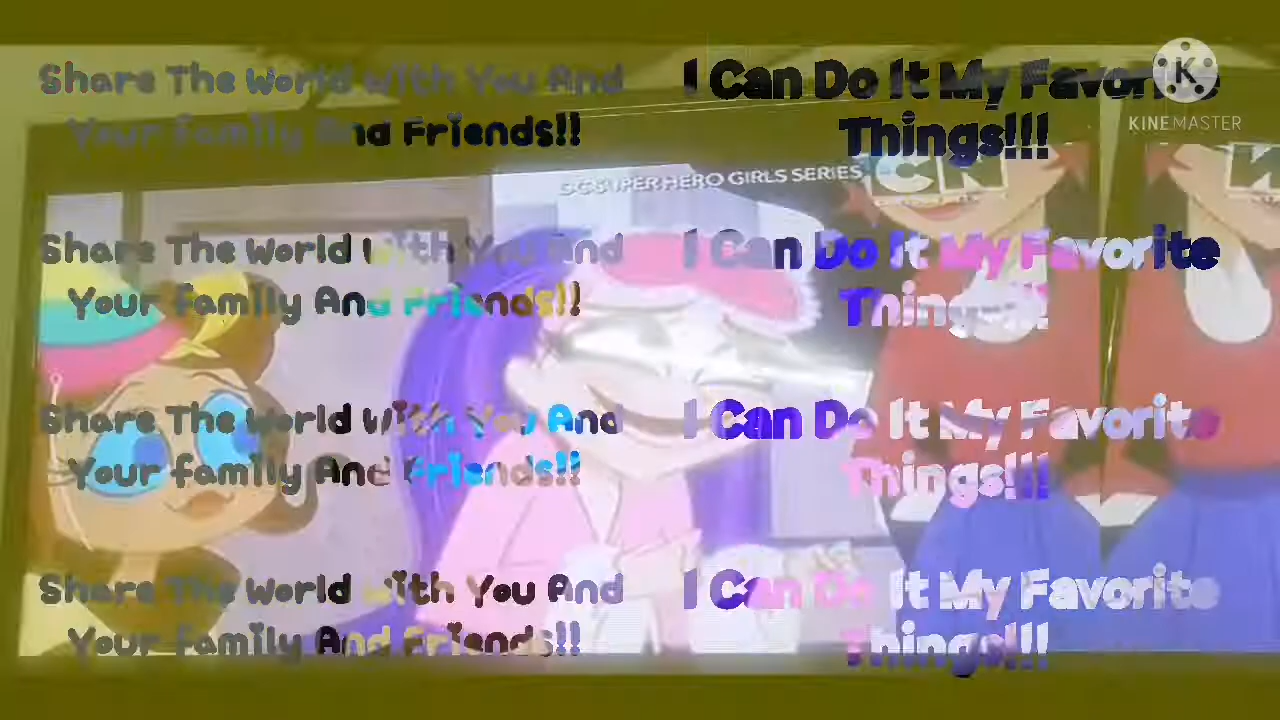 Share The World With You And
Your Family And Friends!!
I Can Do It My Favorite
Things!!!
KINEMASTER
DC SUPER HERO GIRLS SERIES
CN
Share The World With You And
Your Family And Friends!!
I Can Do It My Favorite
Things!!!
Share The World With You And
Your Family And Friends!!
I Can Do It My Favorite
Things!!!
Share The World With You And
Your Family And Friends!!
I Can Do It My Favorite
Things!!!